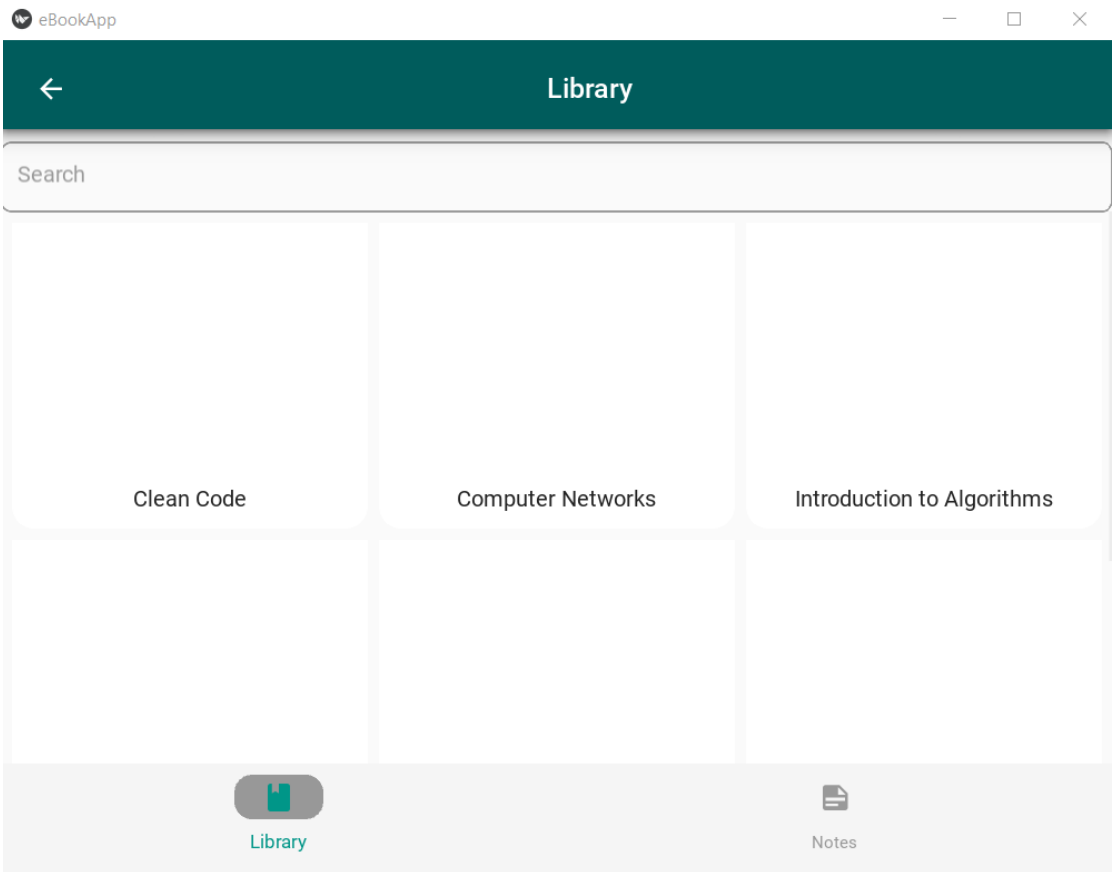 eBookApp
Library
Search
Clean Code
Computer Networks
Introduction to Algorithms
Library
Notes